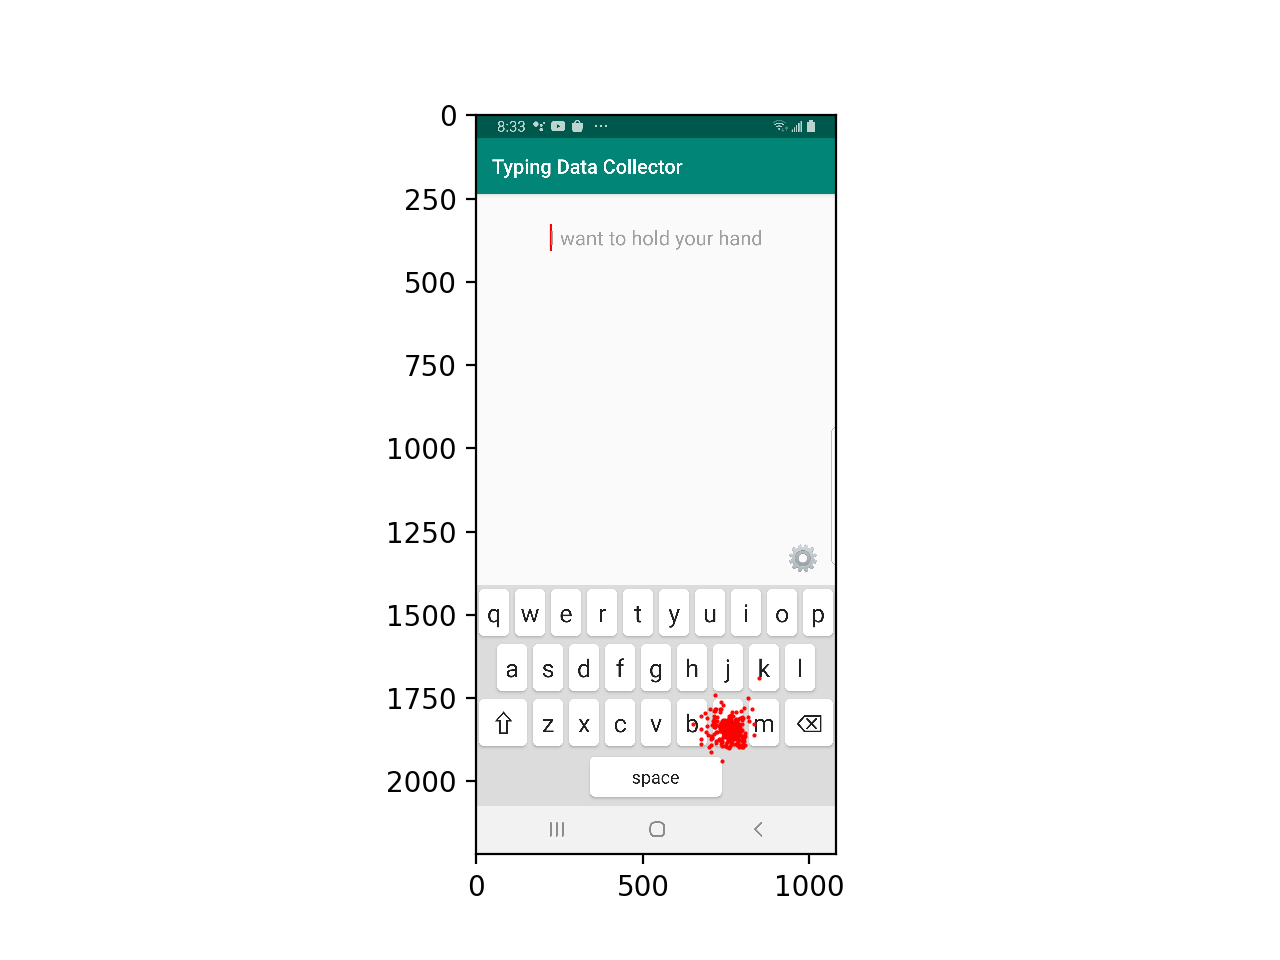 0
8:33
Typing Data Collector
250
want to hold your hand
500
750
1000
1250
1500
q w e r t y u i o p
a s d f g h j k l
1750
z x c v b m
2000
space
0 500 1000